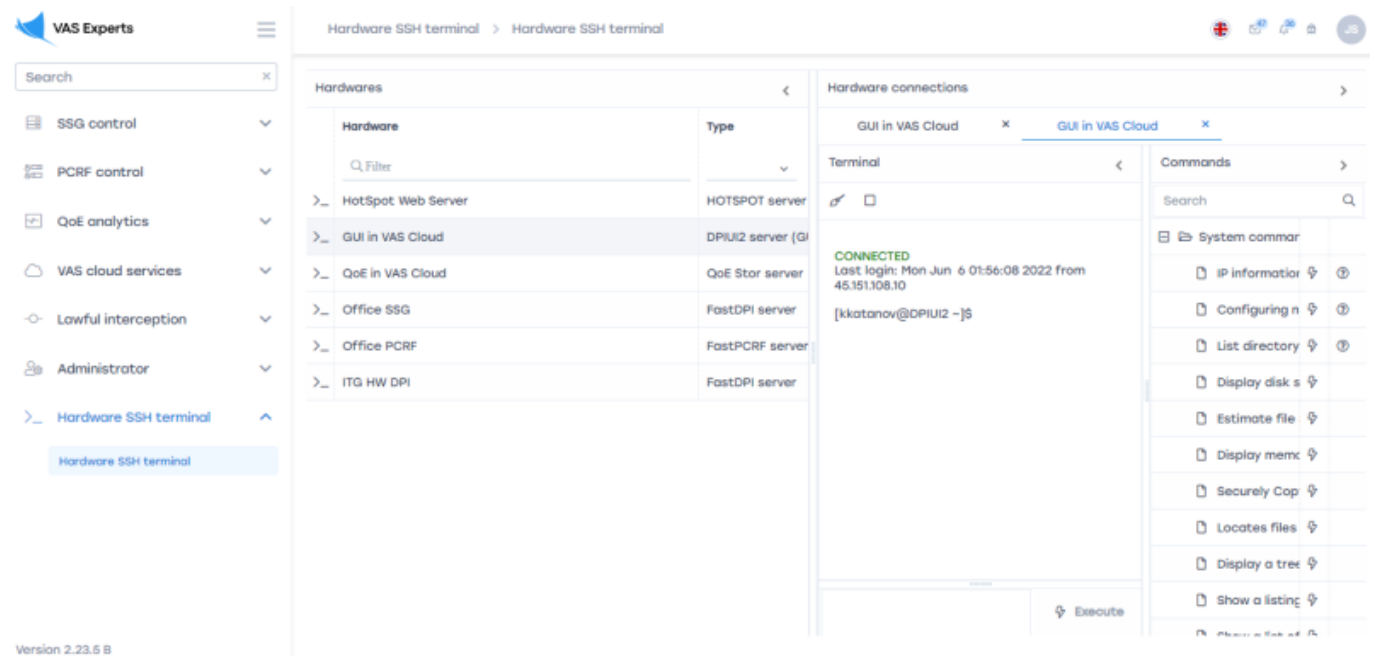 VAS Experts
Hardware SSH terminal > Hardware SSH terminal
JS
Search
SSG control
PCRF control
QoE analytics
VAS cloud services
Lawful interception
Administrator
Hardware SSH terminal
Hardware SSH terminal
Version 2.23.5 B
Hardwares
Hardware
Type
Filter
HotSpot Web Server
HOTSPOT server
GUI in VAS Cloud
DPIUI2 server (GU
QoE in VAS Cloud
QoE Stor server
Office SSG
FastDPI server
Office PCRF
FastPCRF server
ITG HW DPI
FastDPI server
Hardware connections
GUI in VAS Cloud
GUI in VAS Cloud
Terminal
CONNECTED
Last login: Mon Jun 6 01:56:08 2022 from
45.151.108.10
[kkatanov@DPIUI2 ~]$
Execute
Commands
Search
System commar
IP information
Configuring n
List directory
Display disk s
Estimate file
Display memc
Securely Cop
Locates files
Display a tree
Show a listing